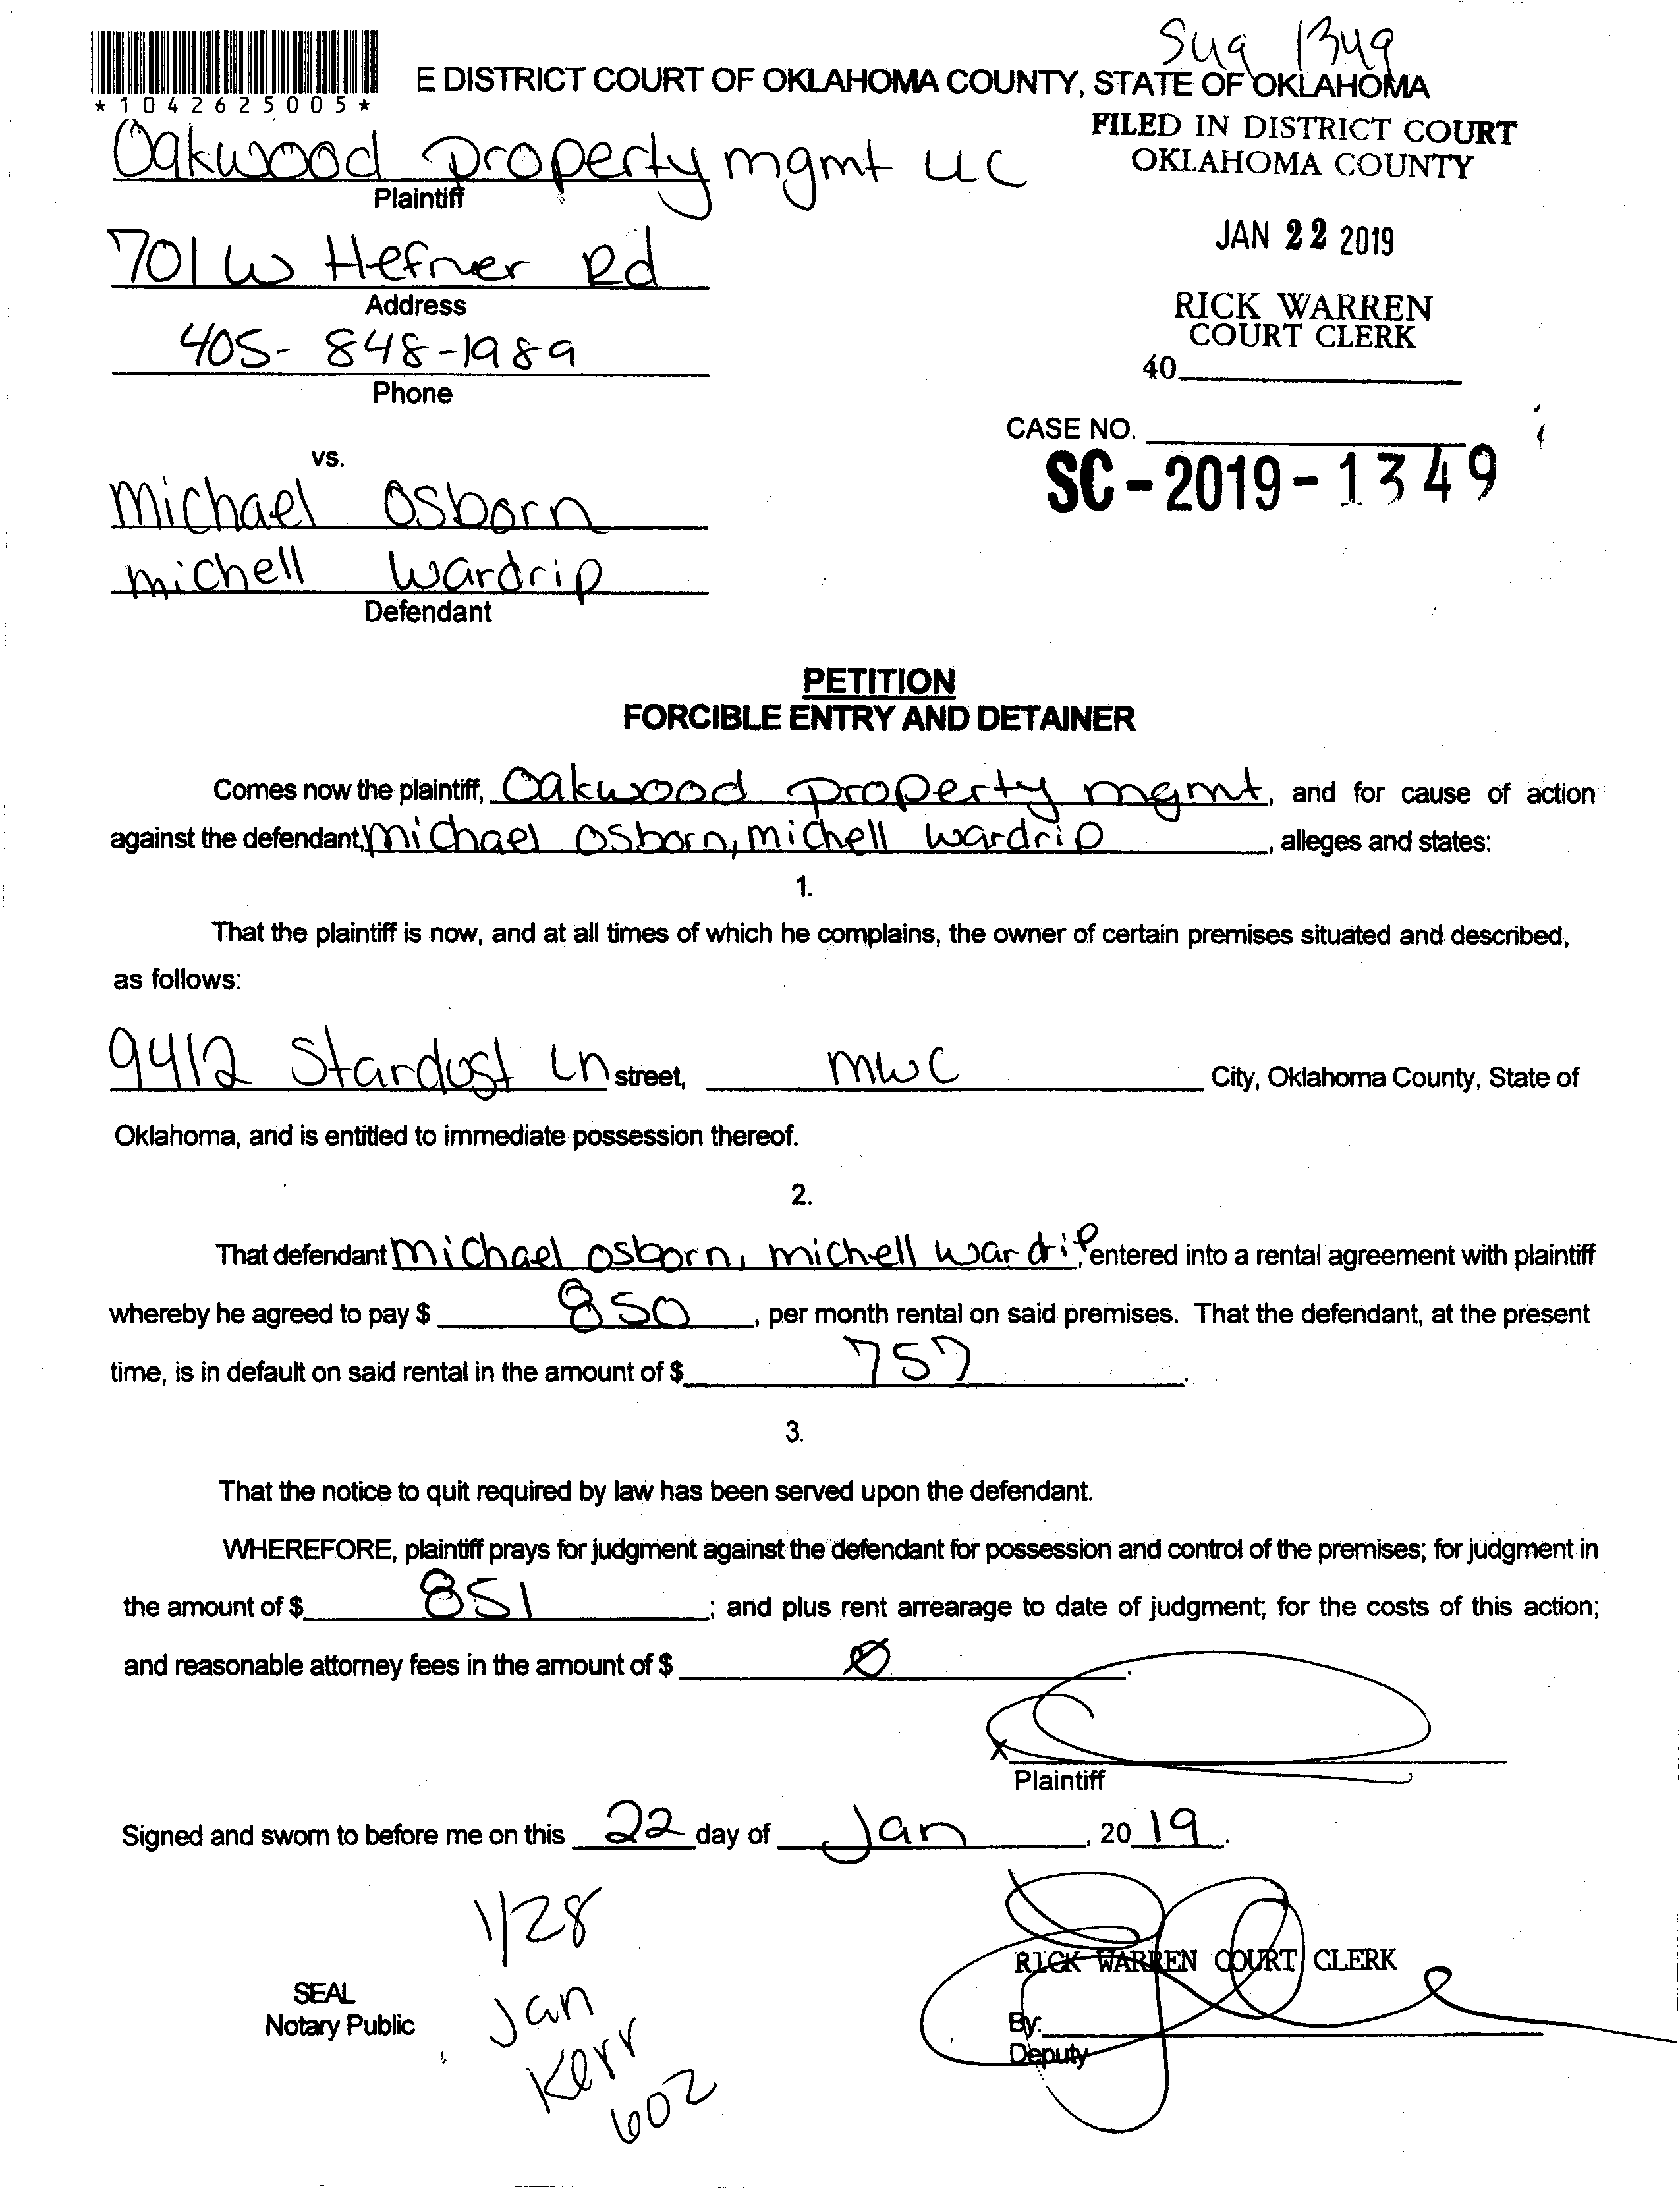 Sug 1349
*1042625005*
E DISTRICT COURT OF OKLAHOMA COUNTY, STATE OF OKLAHOMA
FILED IN DISTRICT COURT
OKLAHOMA COUNTY
Oakwood property mgmt LLC
Plaintiff
JAN 22 2019
701 W Hefner Rd
Address
RICK WARREN
COURT CLERK
405-848-1989
40
Phone
CASE NO.
vs.
SC-2019-1349
Michael Osborn
michell wardrip
Defendant
PETITION
FORCIBLE ENTRY AND DETAINER
Comes now the plaintiff, Oakwood property mgmt, and for cause of action
against the defendant, Michael Osborn, michell wardrip, alleges and states:
1.
That the plaintiff is now, and at all times of which he complains, the owner of certain premises situated and described,
as follows:
9412 Stardust Ln street, mwc City, Oklahoma County, State of
Oklahoma, and is entitled to immediate possession thereof.
2.
That defendant Michael osborn, michell wardrip, entered into a rental agreement with plaintiff
whereby he agreed to pay $ 850, per month rental on said premises. That the defendant, at the present
time, is in default on said rental in the amount of $ 757.
3.
That the notice to quit required by law has been served upon the defendant.
WHEREFORE, plaintiff prays for judgment against the defendant for possession and control of the premises; for judgment in
the amount of $ 851; and plus rent arrearage to date of judgment; for the costs of this action;
and reasonable attorney fees in the amount of $ Ø.
x
Plaintiff
Signed and sworn to before me on this 22 day of Jan, 2019.
1/28
RICK WARREN COURT CLERK
SEAL
Notary Public
Jan
By:
Kerr
Deputy
602